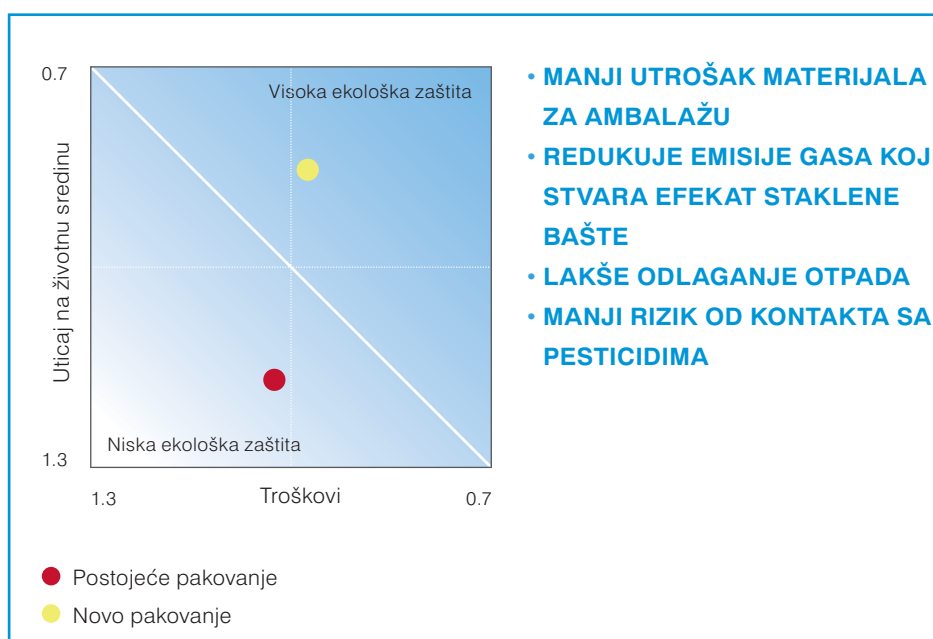 0.7
Visoka ekološka zaštita
Uticaj na životnu sredinu
Niska ekološka zaštita
1.3
1.3
Troškovi
0.7
Postojeće pakovanje
Novo pakovanje
• MANJI UTROŠAK MATERIJALA
ZA AMBALAŽU
• REDUKUJE EMISIJE GASA KOJ
STVARA EFEKAT STAKLENE
BAŠTE
• LAKŠE ODLAGANJE OTPADA
• MANJI RIZIK OD KONTAKTA SA
PESTICIDIMA